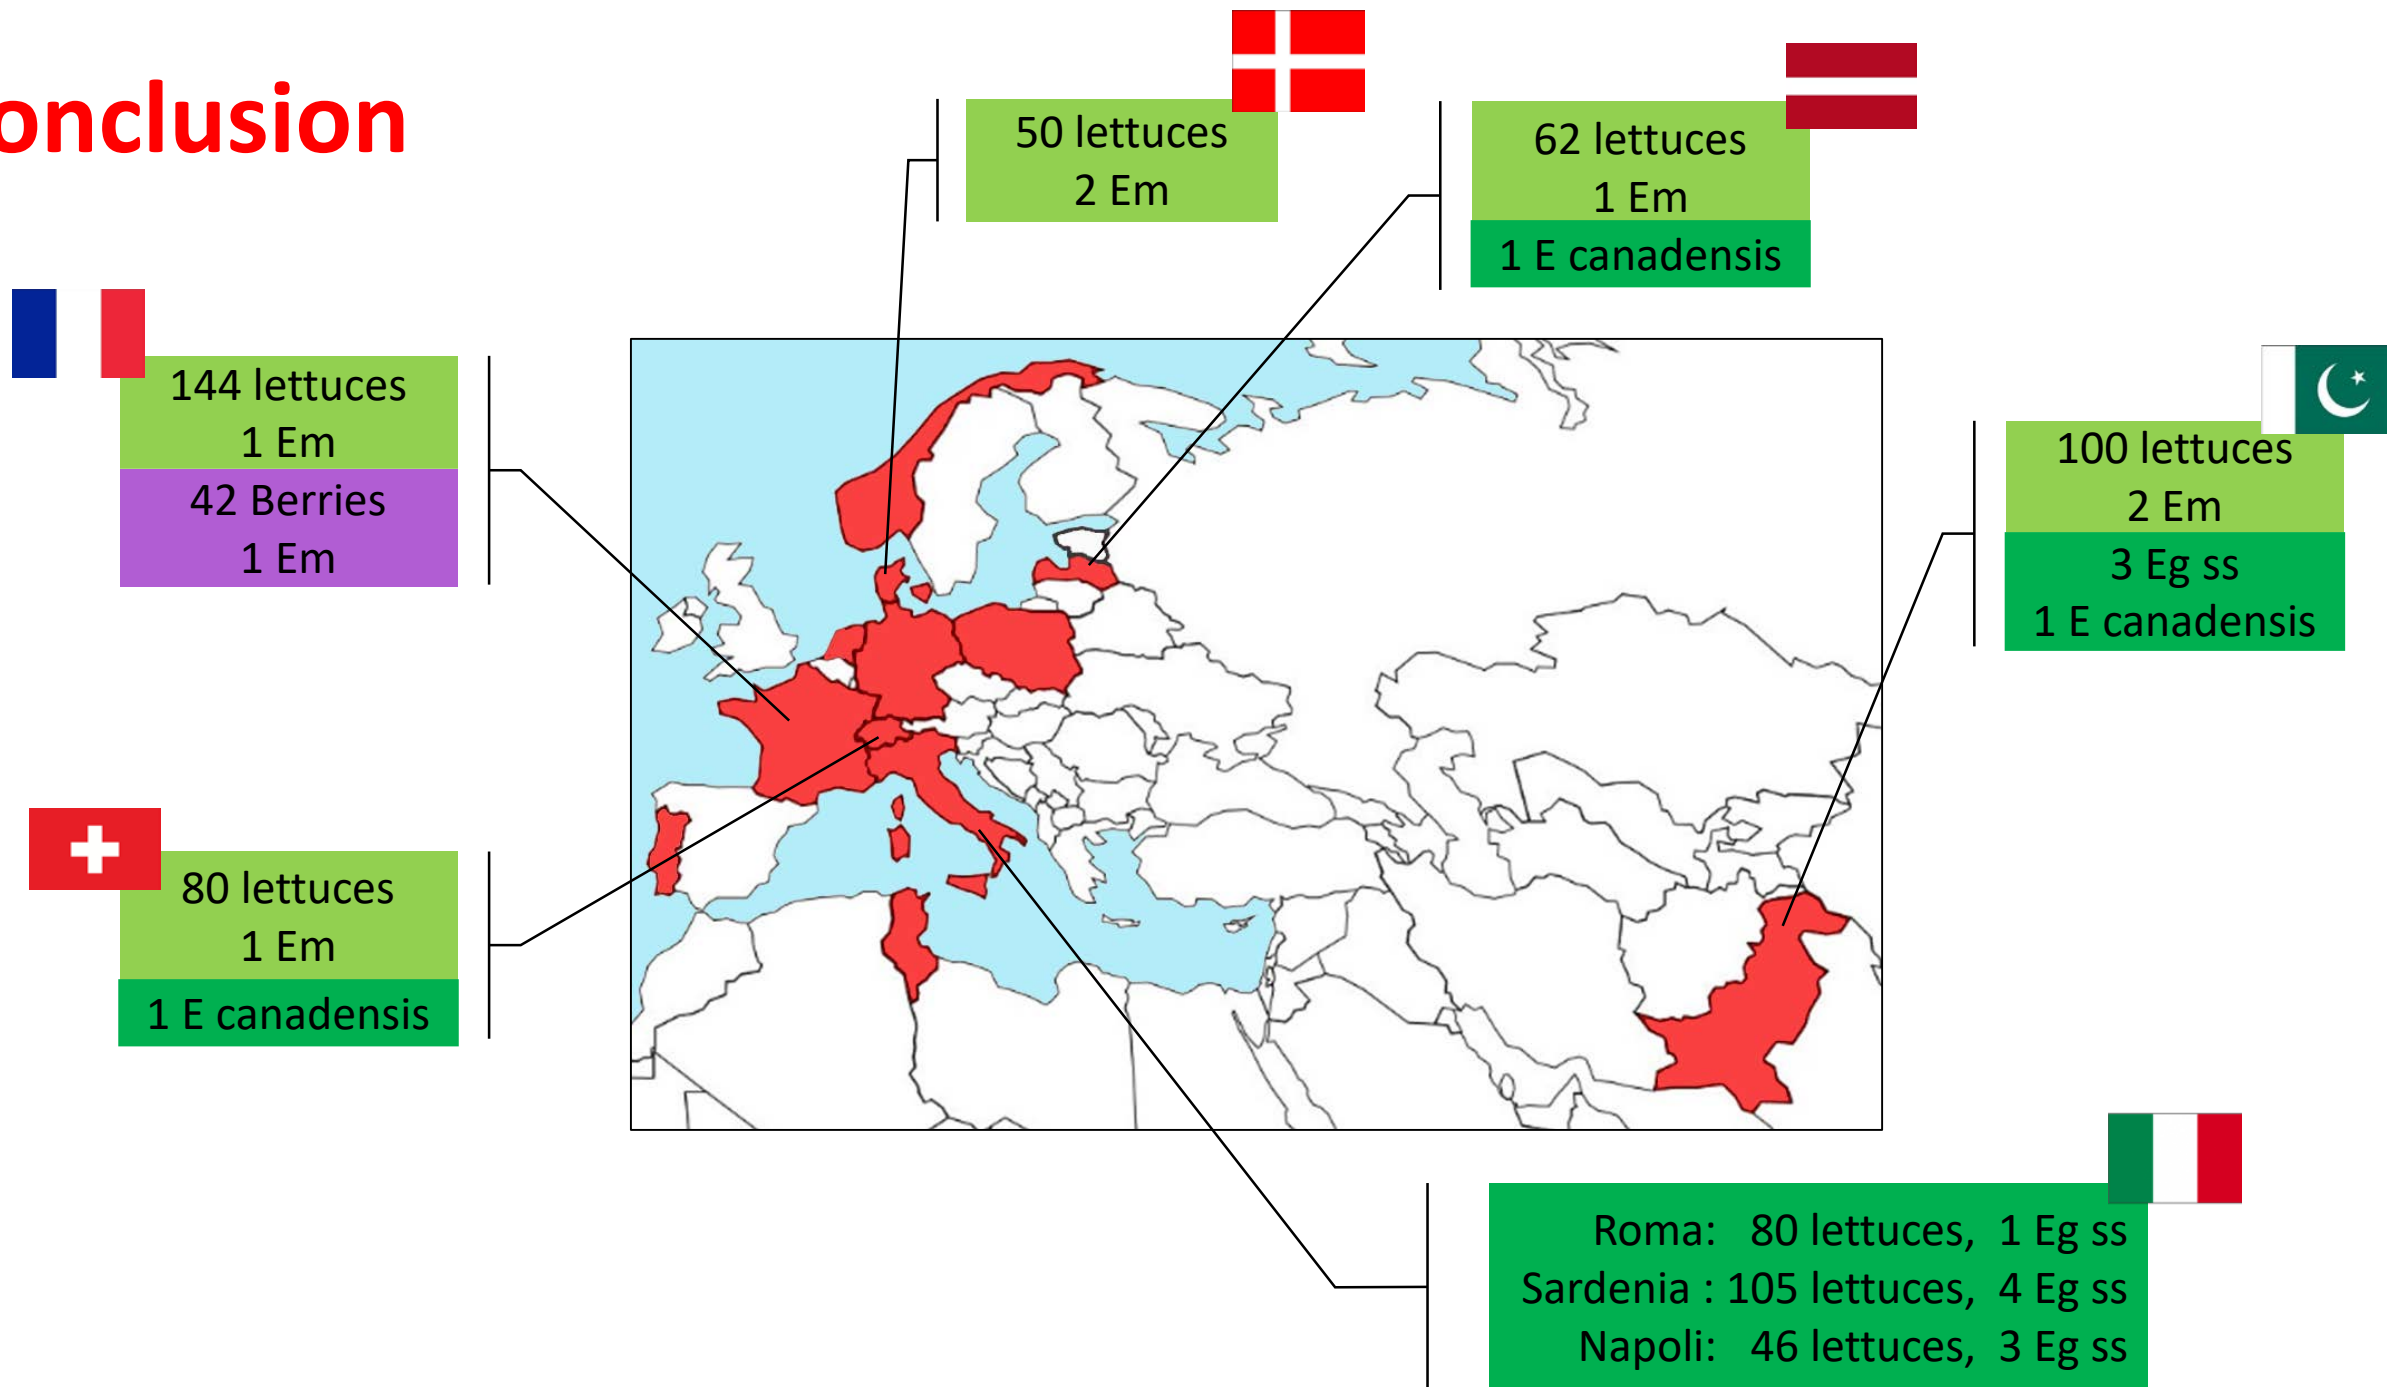 onclusion
50 lettuces
2 Em
62 lettuces
1 Em
1 E canadensis
144 lettuces
1 Em
42 Berries
1 Em
100 lettuces
2 Em
3 Eg ss
1 E canadensis
80 lettuces
1 Em
1 E canadensis
Roma: 80 lettuces, 1 Eg ss
Sardenia : 105 lettuces, 4 Eg ss
Napoli: 46 lettuces, 3 Eg ss